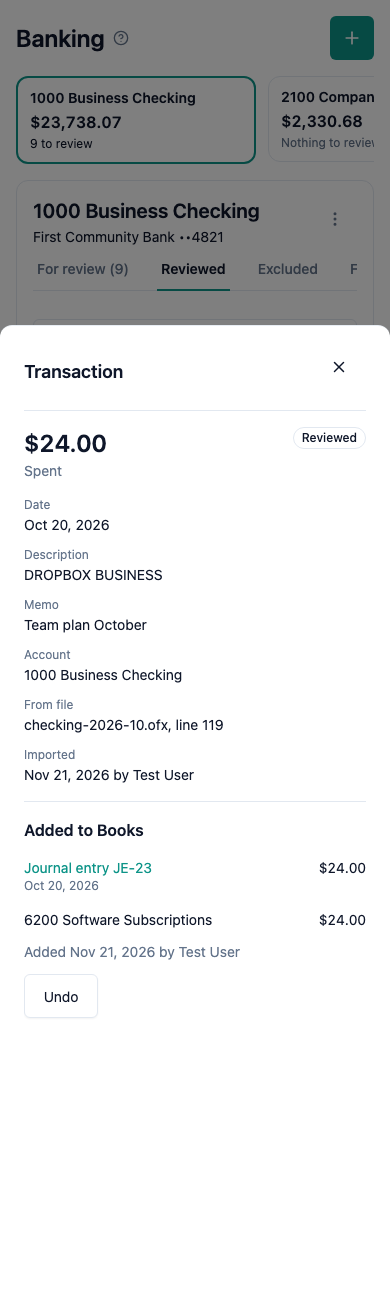 Banking
1000 Business Checking
$23,738.07
9 to review
2100 Compan
$2,330.68
Nothing to review
1000 Business Checking
First Community Bank ••4821
For review (9)
Reviewed
Excluded
F
Transaction
$24.00
Reviewed
Spent
Date
Oct 20, 2026
Description
DROPBOX BUSINESS
Memo
Team plan October
Account
1000 Business Checking
From file
checking-2026-10.ofx, line 119
Imported
Nov 21, 2026 by Test User
Added to Books
Journal entry JE-23
$24.00
Oct 20, 2026
6200 Software Subscriptions
$24.00
Added Nov 21, 2026 by Test User
Undo